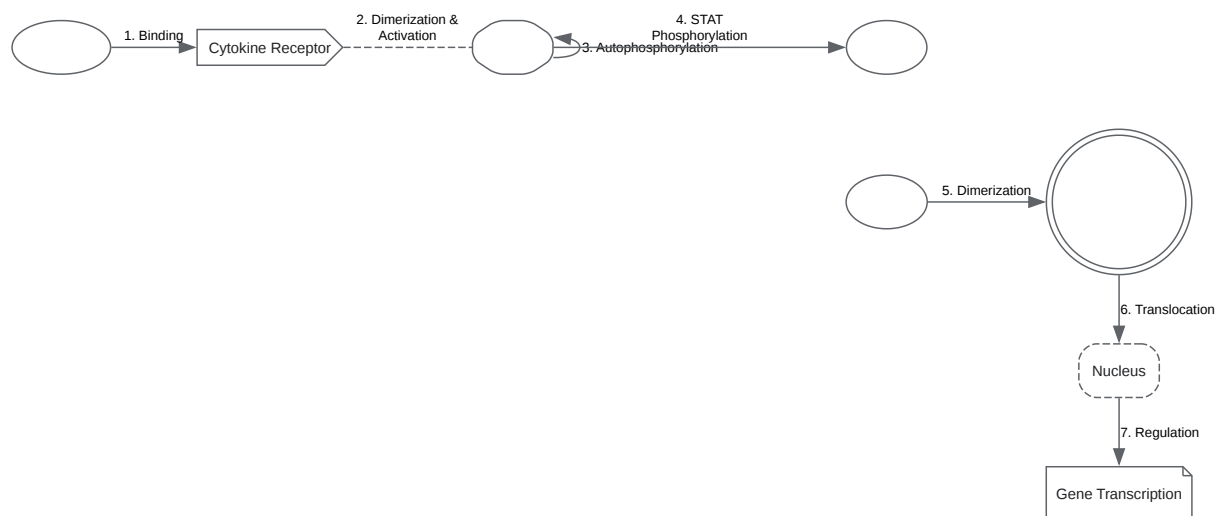 1. Binding
Cytokine Receptor
2. Dimerization &
Activation
3. Autophosphorylation
4. STAT
Phosphorylation
5. Dimerization
6. Translocation
Nucleus
7. Regulation
Gene Transcription